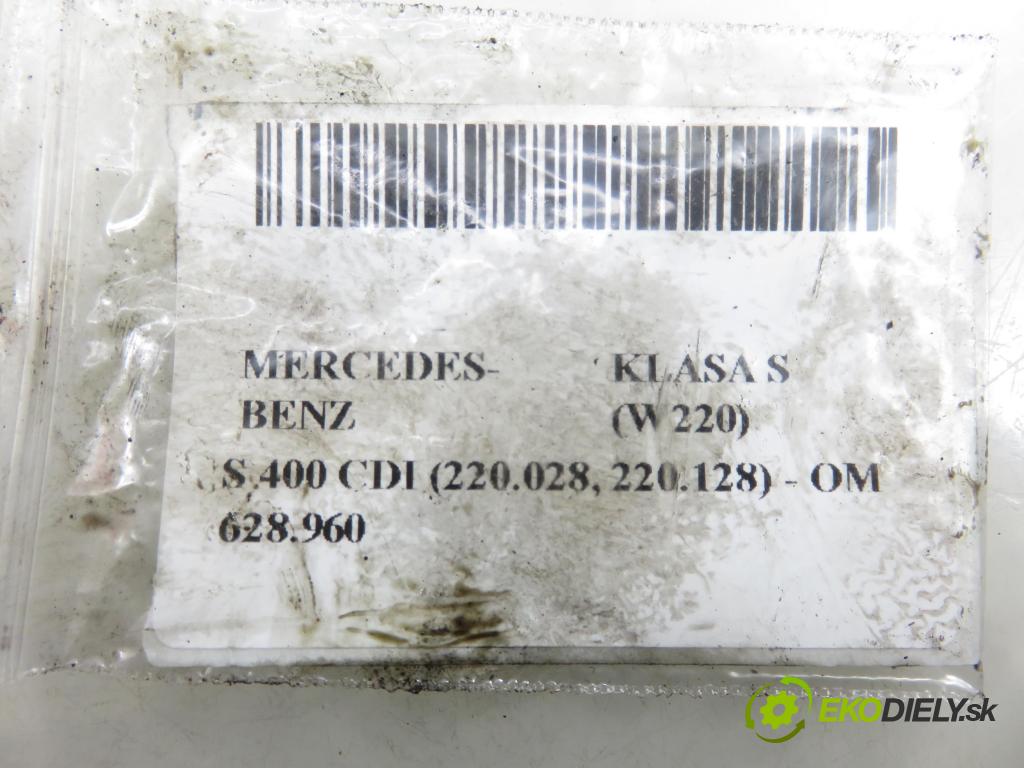 MERCEDES- KLASA S
BENZ (W 220)
S 400 CDI (220.028, 220.128) - OM
628.960
EKODIELY.sk